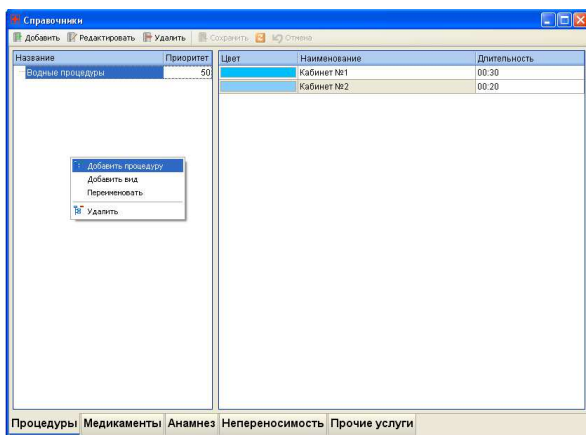 Справочники
Добавить Редактировать Удалить Сохранить Отмена
Название Приоритет Цвет Наименование Длительность
Водные процедуры 50 Кабинет №1 00:30
Кабинет №2 00:20
Добавить процедуру
Добавить вид
Переименовать
Удалить
Процедуры Медикаменты Анамнез Непереносимость Прочие услуги